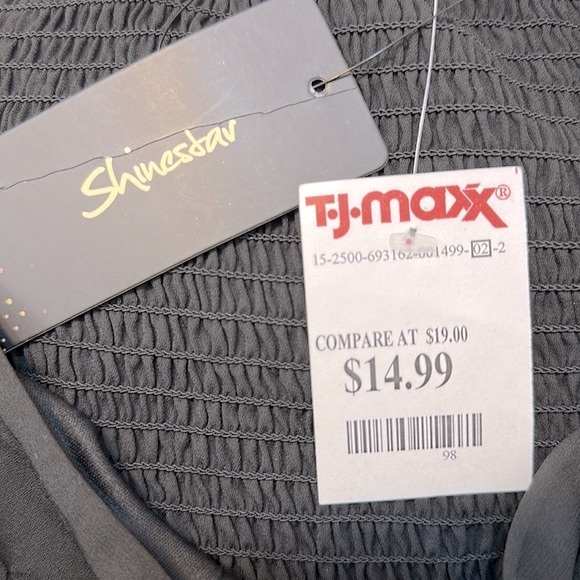 Shinestar
T·J·maxx®
15-2500-693162-001499-02-2
COMPARE AT $19.00
$14.99
98